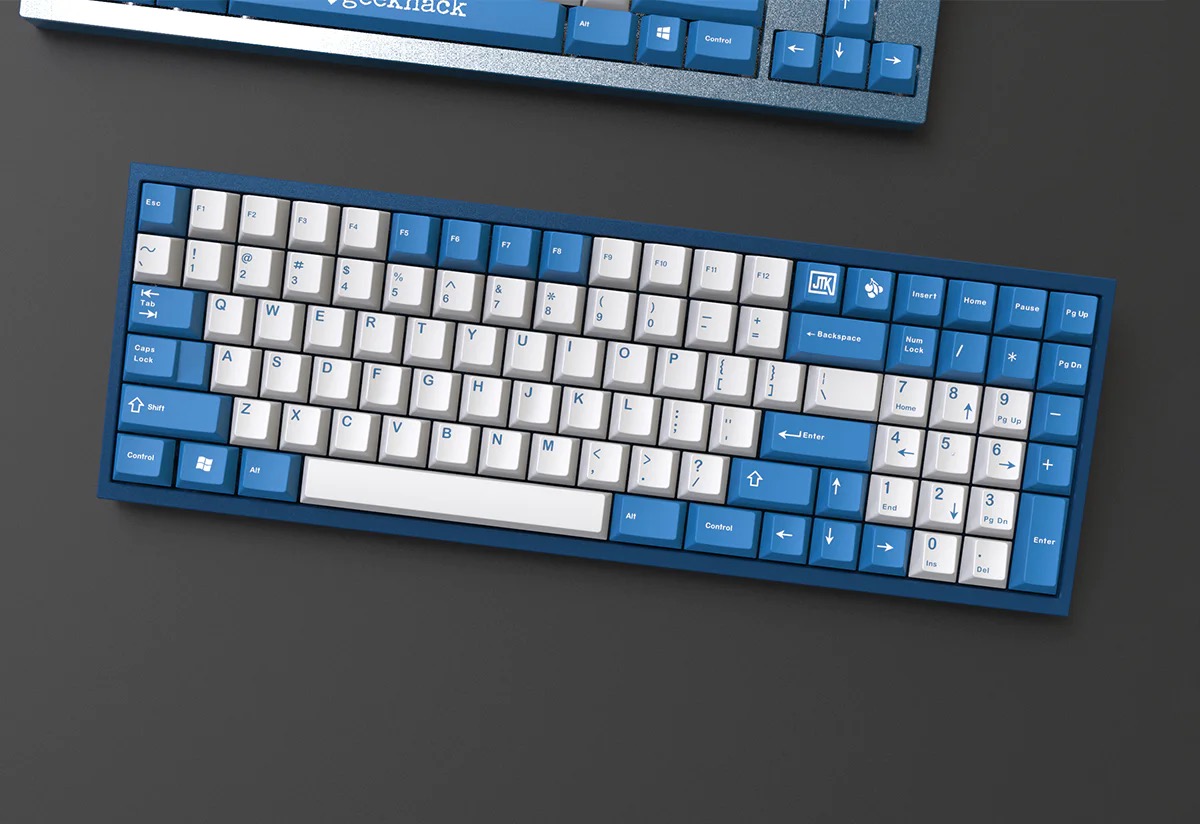 geekhack
Alt Control
↑
← ↓ →
Esc F1 F2 F3 F4 F5 F6 F7 F8 F9 F10 F11 F12 JTK Insert Home Pause Pg Up
~ ` ! 1 @ 2 # 3 $ 4 % 5 ^ 6 & 7 * 8 ( 9 ) 0 _ - + = ← Backspace Num Lock / * Pg Dn
Tab Q W E R T Y U I O P { [ } ] | \ 7 Home 8 ↑ 9 Pg Up −
Caps Lock A S D F G H J K L : ; " ' Enter 4 ← 5 6 → +
Shift Z X C V B N M < , > . ? / ⇧ ↑ 1 End 2 ↓ 3 Pg Dn Enter
Control Alt Alt Control ← ↓ → 0 Ins . Del